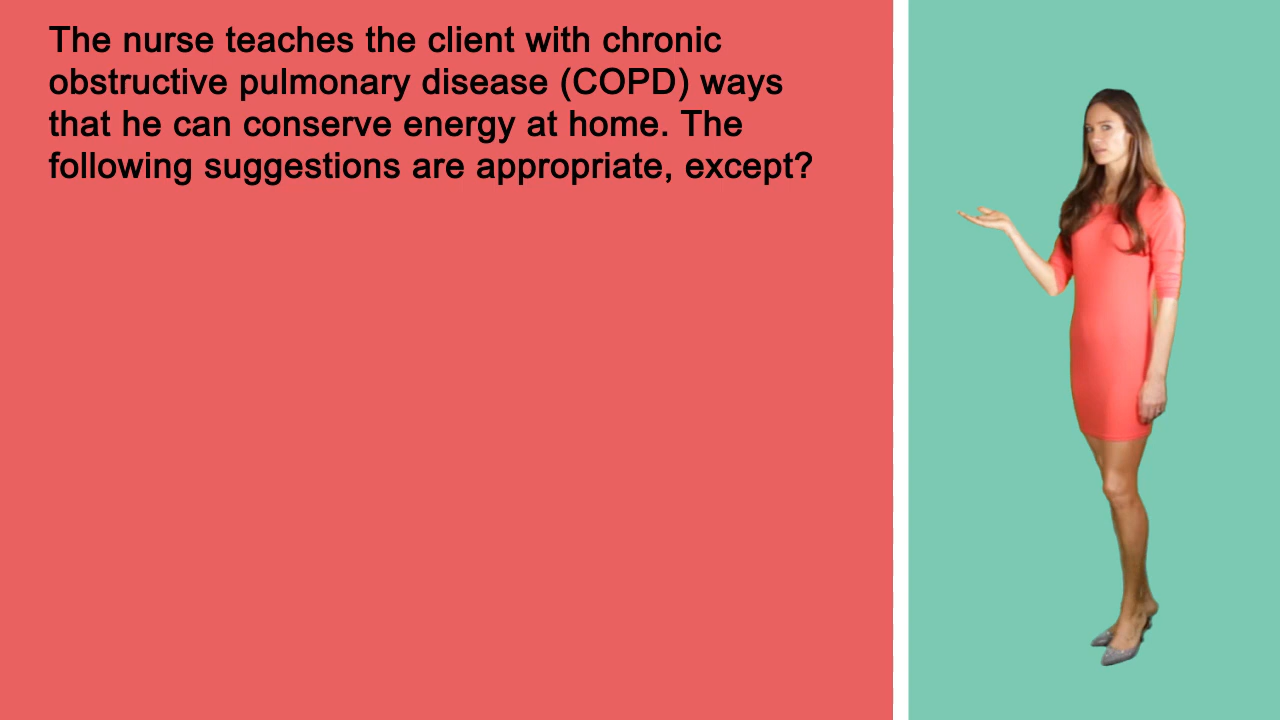 The nurse teaches the client with chronic
obstructive pulmonary disease (COPD) ways
that he can conserve energy at home. The
following suggestions are appropriate, except?